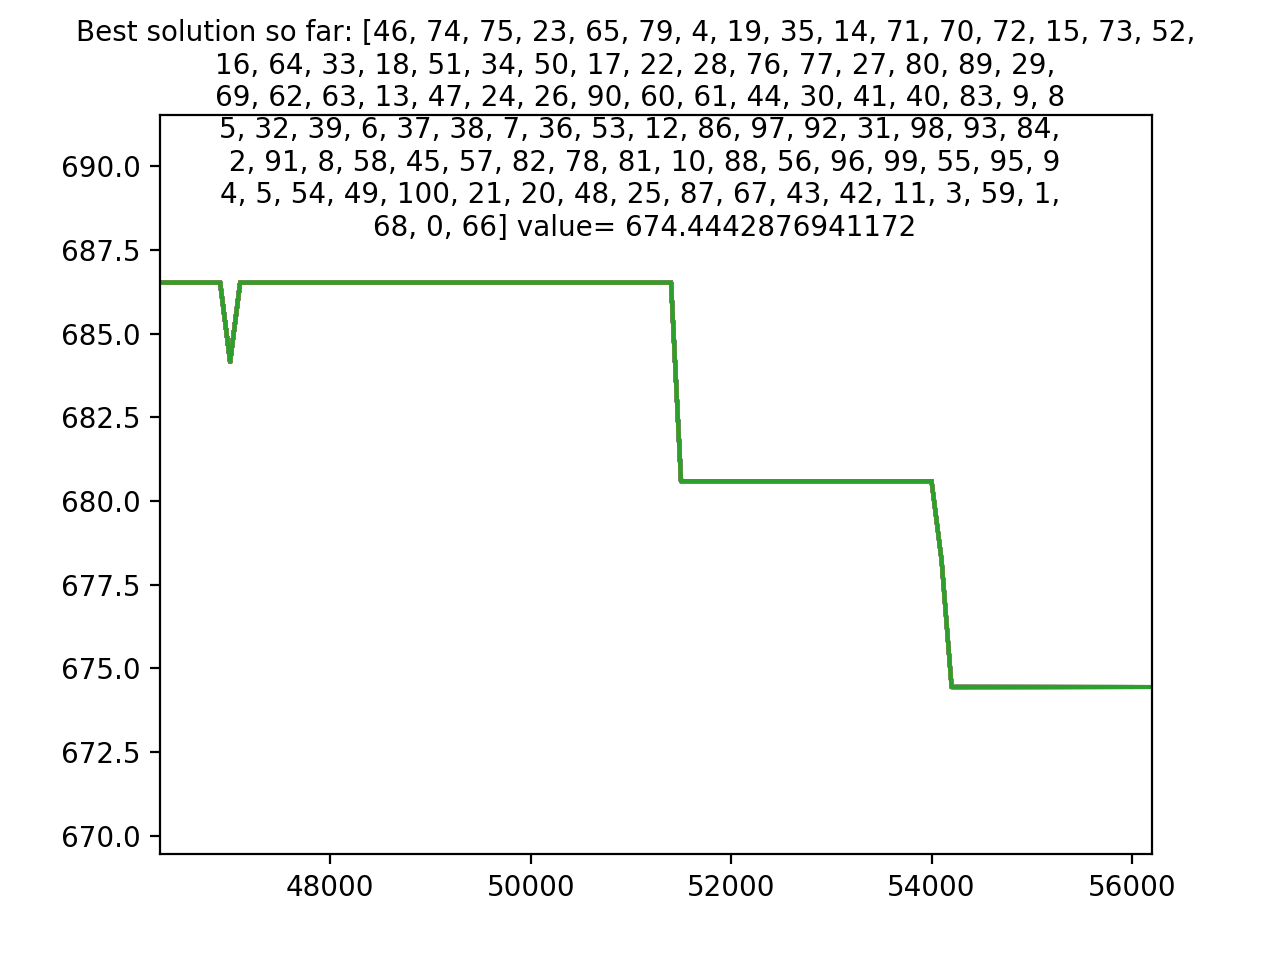 Best solution so far: [46, 74, 75, 23, 65, 79, 4, 19, 35, 14, 71, 70, 72, 15, 73, 52,
16, 64, 33, 18, 51, 34, 50, 17, 22, 28, 76, 77, 27, 80, 89, 29,
69, 62, 63, 13, 47, 24, 26, 90, 60, 61, 44, 30, 41, 40, 83, 9, 8
5, 32, 39, 6, 37, 38, 7, 36, 53, 12, 86, 97, 92, 31, 98, 93, 84,
2, 91, 8, 58, 45, 57, 82, 78, 81, 10, 88, 56, 96, 99, 55, 95, 9
4, 5, 54, 49, 100, 21, 20, 48, 25, 87, 67, 43, 42, 11, 3, 59, 1,
68, 0, 66] value= 674.4442876941172
690.0
687.5
685.0
682.5
680.0
677.5
675.0
672.5
670.0
48000 50000 52000 54000 56000